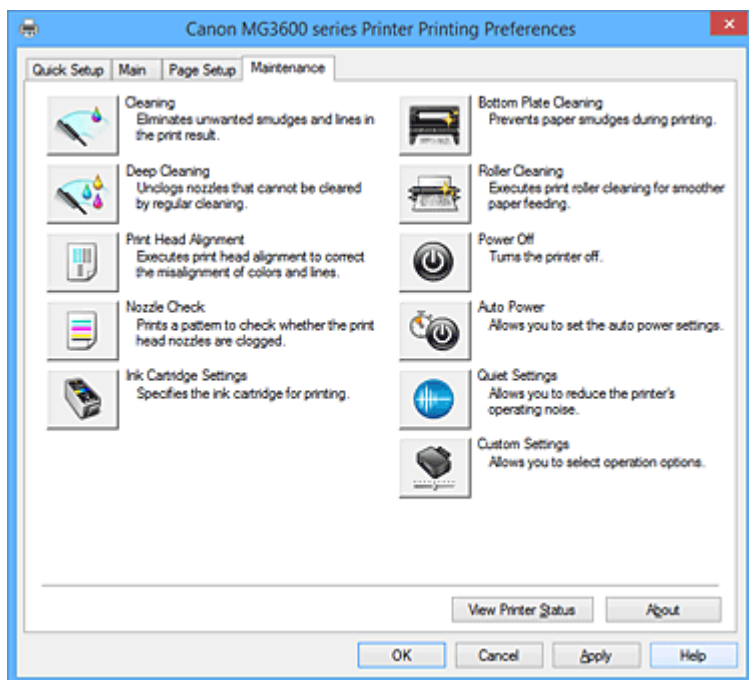 Canon MG3600 series Printer Printing Preferences
Quick Setup Main Page Setup Maintenance
Cleaning
Eliminates unwanted smudges and lines in
the print result.
Deep Cleaning
Unclogs nozzles that cannot be cleared
by regular cleaning.
Print Head Alignment
Executes print head alignment to correct
the misalignment of colors and lines.
Nozzle Check
Prints a pattern to check whether the print
head nozzles are clogged.
Ink Cartridge Settings
Specifies the ink cartridge for printing.
Bottom Plate Cleaning
Prevents paper smudges during printing.
Roller Cleaning
Executes print roller cleaning for smoother
paper feeding.
Power Off
Turns the printer off.
Auto Power
Allows you to set the auto power settings.
Quiet Settings
Allows you to reduce the printer's
operating noise.
Custom Settings
Allows you to select operation options.
View Printer Status About
OK Cancel Apply Help